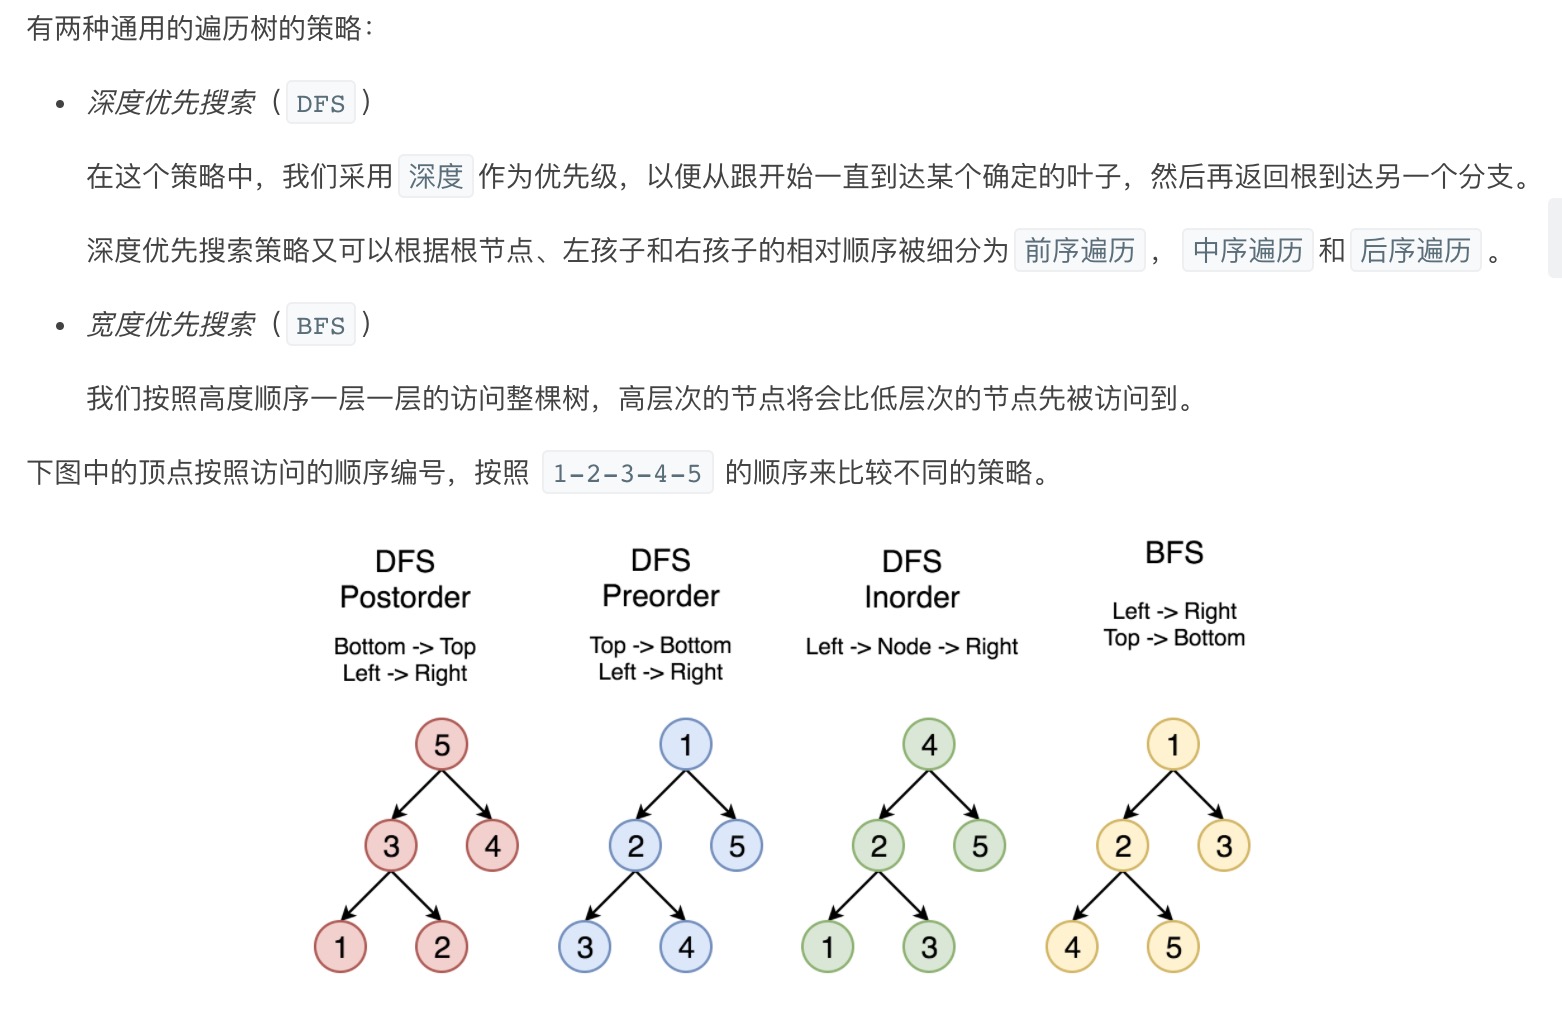 有两种通用的遍历树的策略：
深度优先搜索（ DFS ）
在这个策略中，我们采用 深度 作为优先级，以便从跟开始一直到达某个确定的叶子，然后再返回根到达另一个分支。
深度优先搜索策略又可以根据根节点、左孩子和右孩子的相对顺序被细分为 前序遍历 ， 中序遍历 和 后序遍历 。
宽度优先搜索（ BFS ）
我们按照高度顺序一层一层的访问整棵树，高层次的节点将会比低层次的节点先被访问到。
下图中的顶点按照访问的顺序编号，按照 1-2-3-4-5 的顺序来比较不同的策略。
DFS
Postorder
Bottom -> Top
Left -> Right
5
3 4
1 2
DFS
Preorder
Top -> Bottom
Left -> Right
1
2 5
3 4
DFS
Inorder
Left -> Node -> Right
4
2 5
1 3
BFS
Left -> Right
Top -> Bottom
1
2 3
4 5